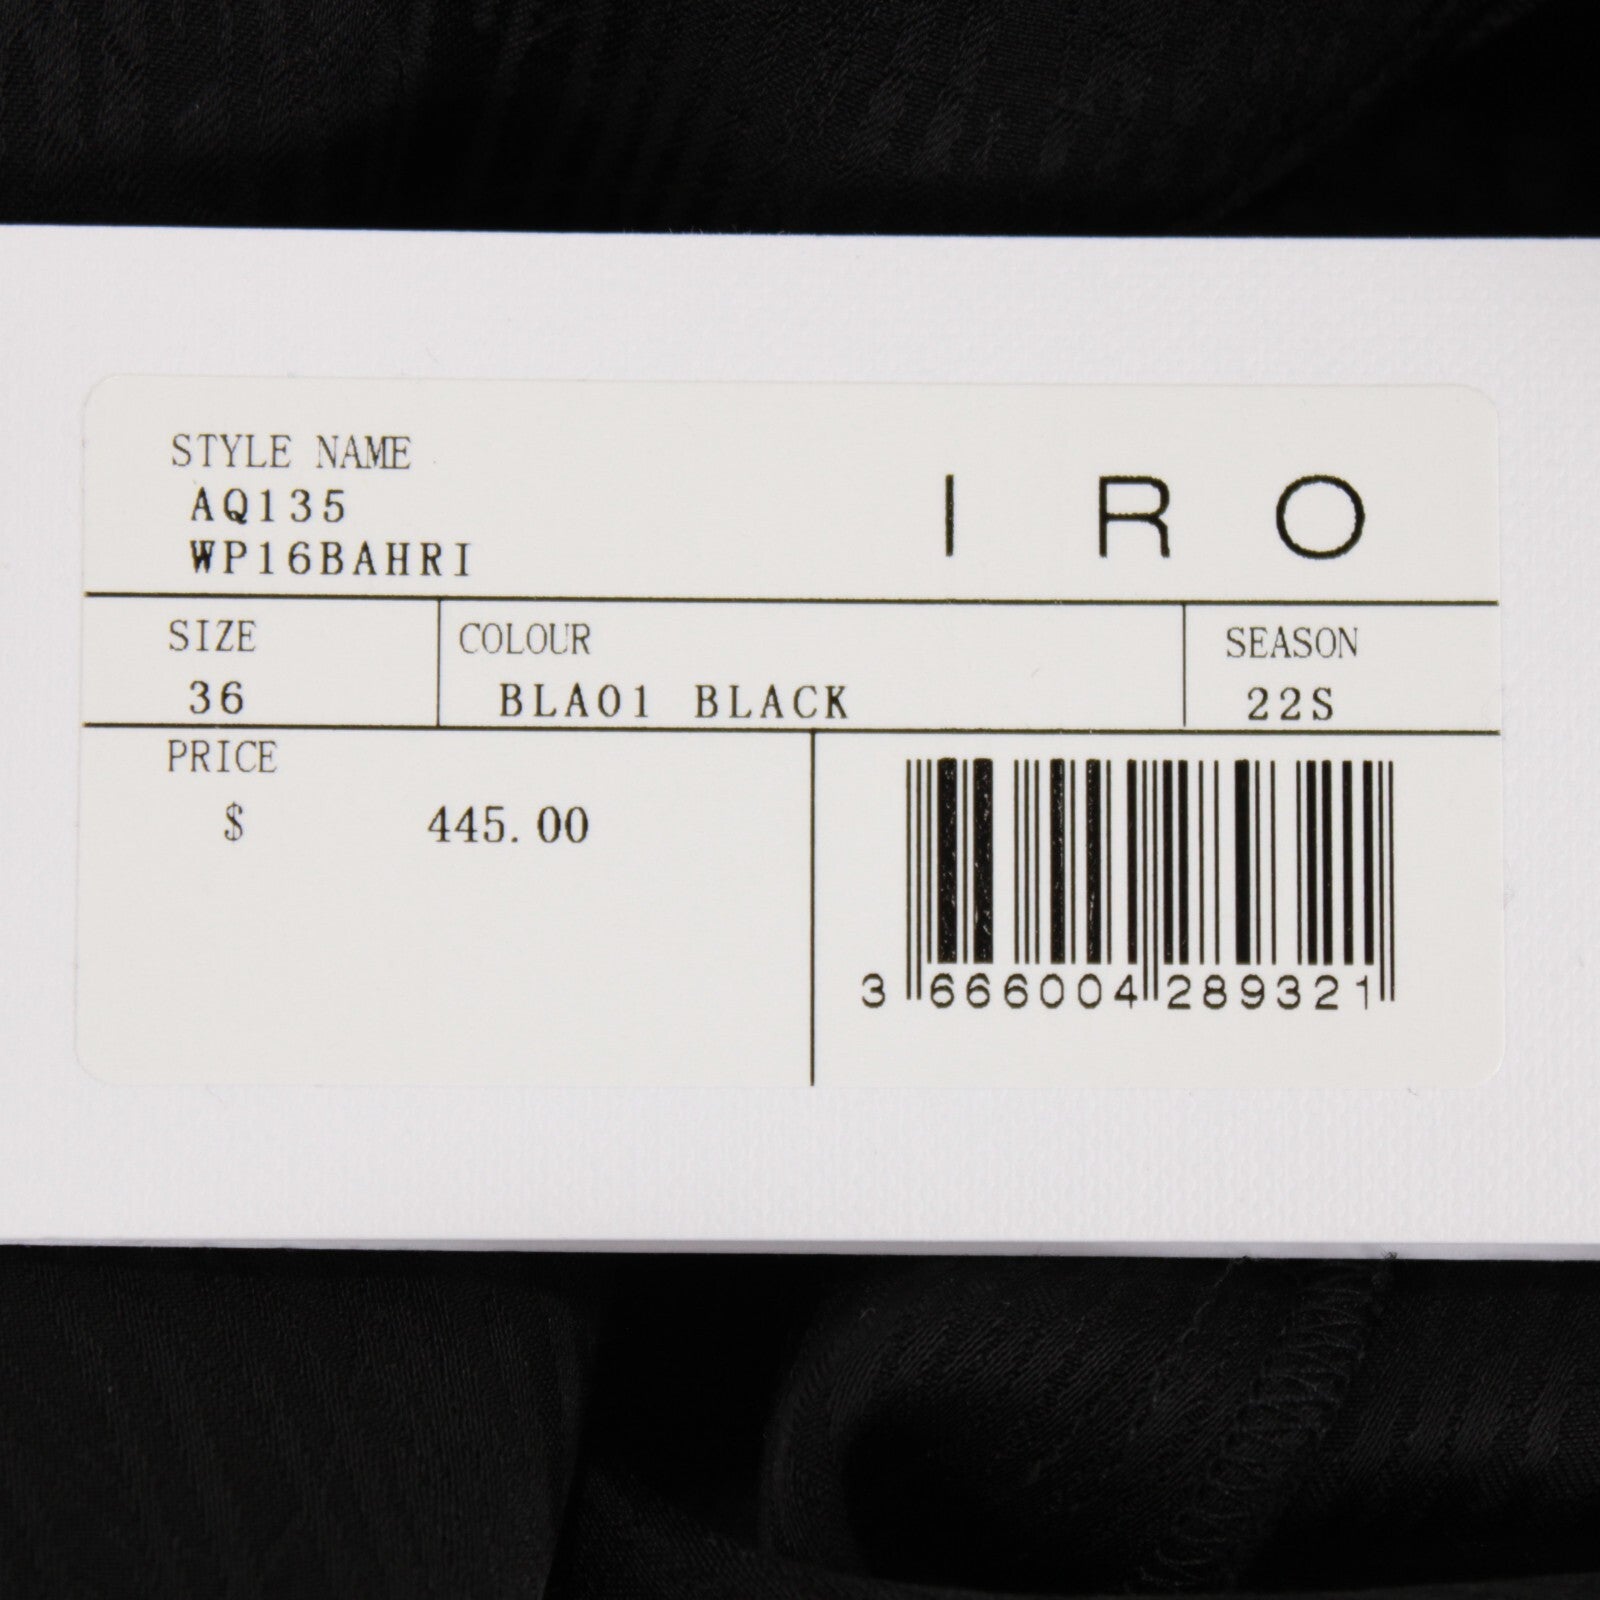 STYLE NAME
AQ135
WP16BAHRI
IRO
SIZE
36
COLOUR
BLA01 BLACK
SEASON
22S
PRICE
$ 445.00
3 666004 289321